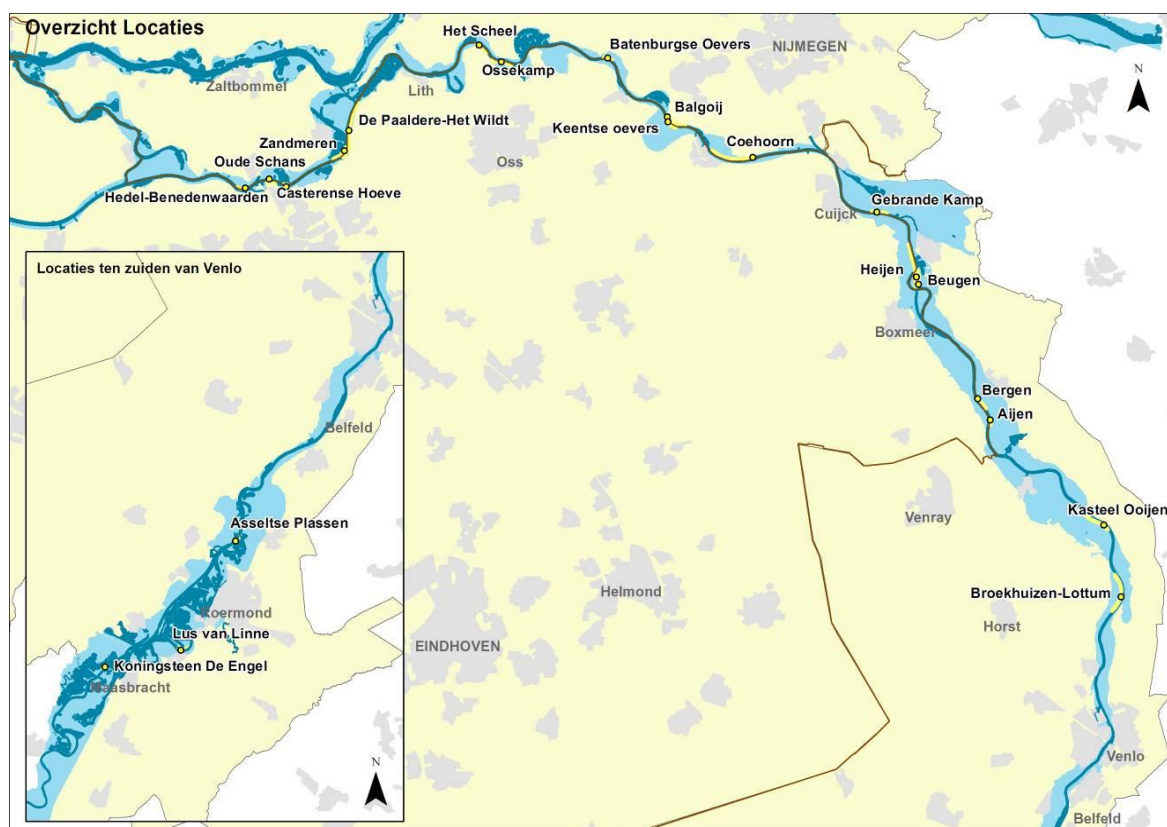 Overzicht Locaties
Het Scheel
Ossekamp
Batenburgse Oevers
NIJMEGEN
Zaltbommel
Lith
De Paaldere-Het Wildt
Balgoij
Keentse oevers
Coehoorn
Zandmeren
Oude Schans
Oss
Hedel-Benedenwaarden
Casterense Hoeve
Cuijck
Gebrande Kamp
Heijen
Beugen
Boxmeer
Bergen
Aijen
Kasteel Ooijen
Venray
Broekhuizen-Lottum
Helmond
Horst
EINDHOVEN
Venlo
Belfeld
N
Locaties ten zuiden van Venlo
Belfeld
Asseltse Plassen
Roermond
Lus van Linne
Koningsteen De Engel
Maasbracht
N